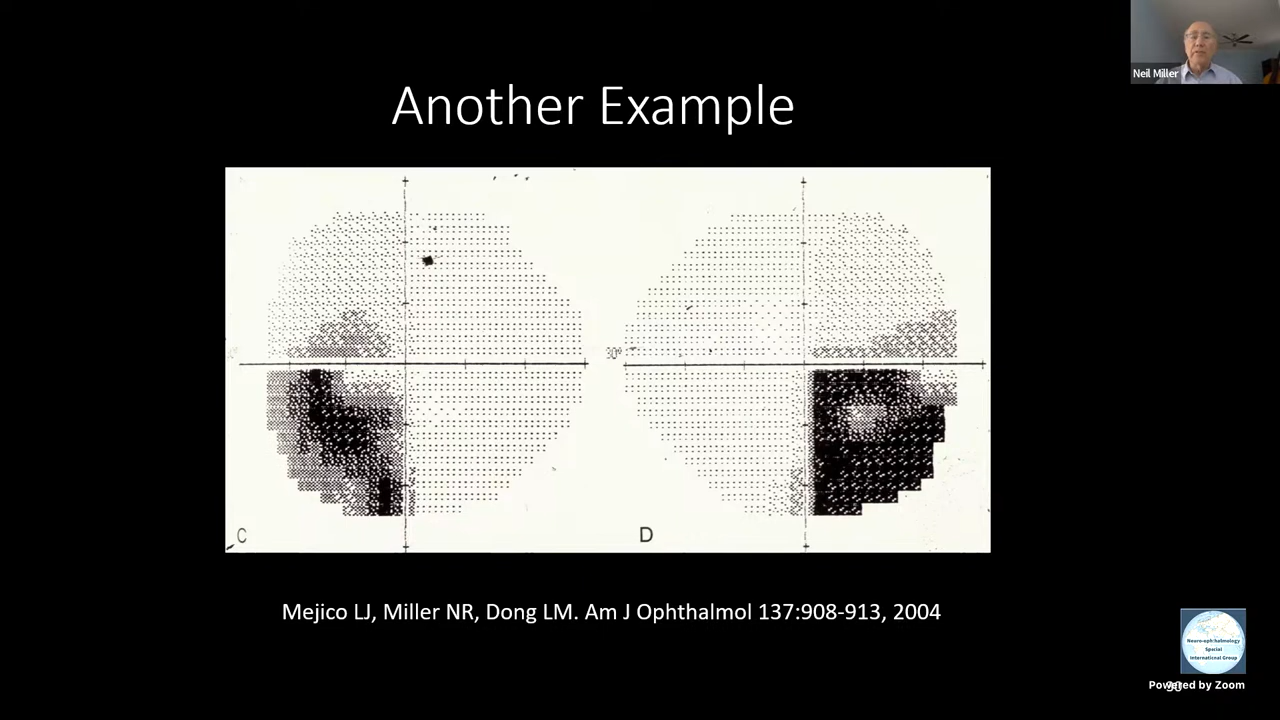 Neil Miller
Another Example
30°
C
D
Mejico LJ, Miller NR, Dong LM. Am J Ophthalmol 137:908-913, 2004
Neuro-ophthalmology
Special
International Group
Powered by Zoom